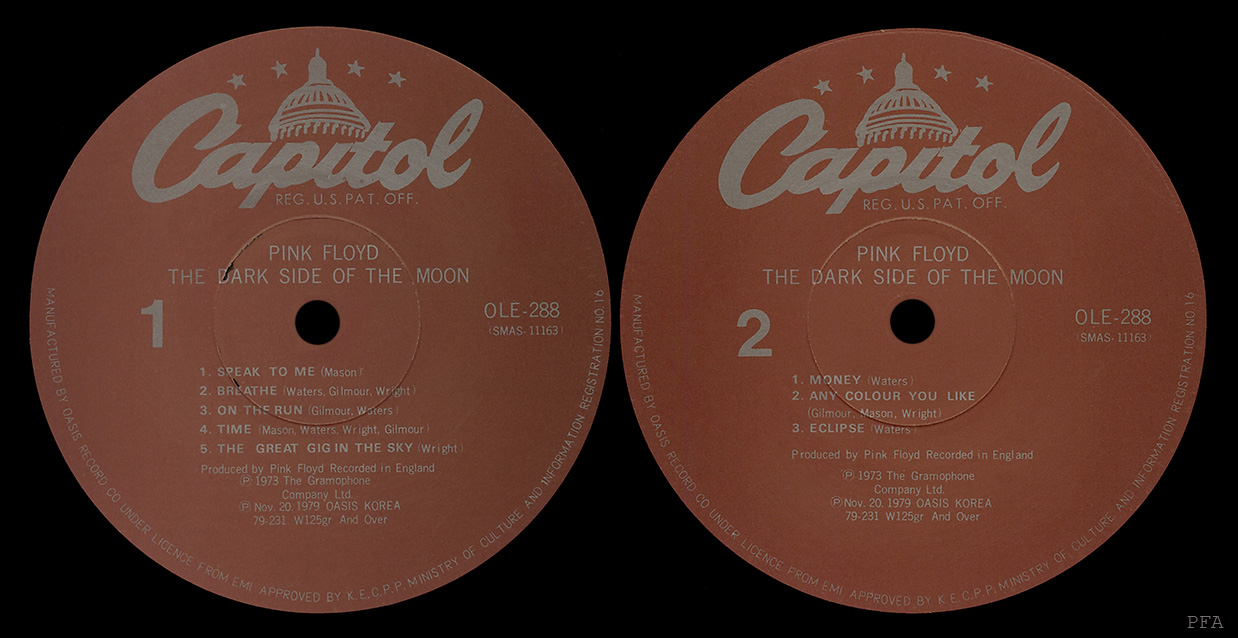 Capitol
REG. U.S. PAT. OFF.
PINK FLOYD
THE DARK SIDE OF THE MOON
1
OLE-288
(SMAS-11163)
1. SPEAK TO ME (Mason)
2. BREATHE (Waters, Gilmour, Wright)
3. ON THE RUN (Gilmour, Waters)
4. TIME (Mason, Waters, Wright, Gilmour)
5. THE GREAT GIG IN THE SKY (Wright)
Produced by Pink Floyd Recorded in England
Ⓟ 1973 The Gramophone
Company Ltd.
Ⓟ Nov. 20. 1979 OASIS KOREA
79-231 W125gr And Over
MANUFACTURED BY OASIS RECORD CO UNDER LICENCE FROM EMI APPROVED BY K.E.C.P.P. MINISTRY OF CULTURE AND INFORMATION REGISTRATION NO.16
Capitol
REG. U.S. PAT. OFF.
PINK FLOYD
THE DARK SIDE OF THE MOON
2
OLE-288
(SMAS-11163)
1. MONEY (Waters)
2. ANY COLOUR YOU LIKE
(Gilmour, Mason, Wright)
3. ECLIPSE (Waters)
Produced by Pink Floyd Recorded in England
Ⓟ 1973 The Gramophone
Company Ltd.
Ⓟ Nov. 20. 1979 OASIS KOREA
79-231 W125gr And Over
MANUFACTURED BY OASIS RECORD CO UNDER LICENCE FROM EMI APPROVED BY K.E.C.P.P. MINISTRY OF CULTURE AND INFORMATION REGISTRATION NO.16
PFA